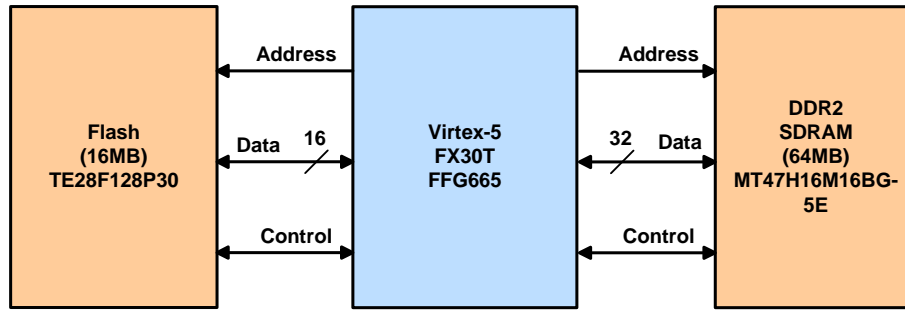 Flash
(16MB)
TE28F128P30
Address
Data 16
Control
Virtex-5
FX30T
FFG665
Address
32 Data
Control
DDR2
SDRAM
(64MB)
MT47H16M16BG-
5E